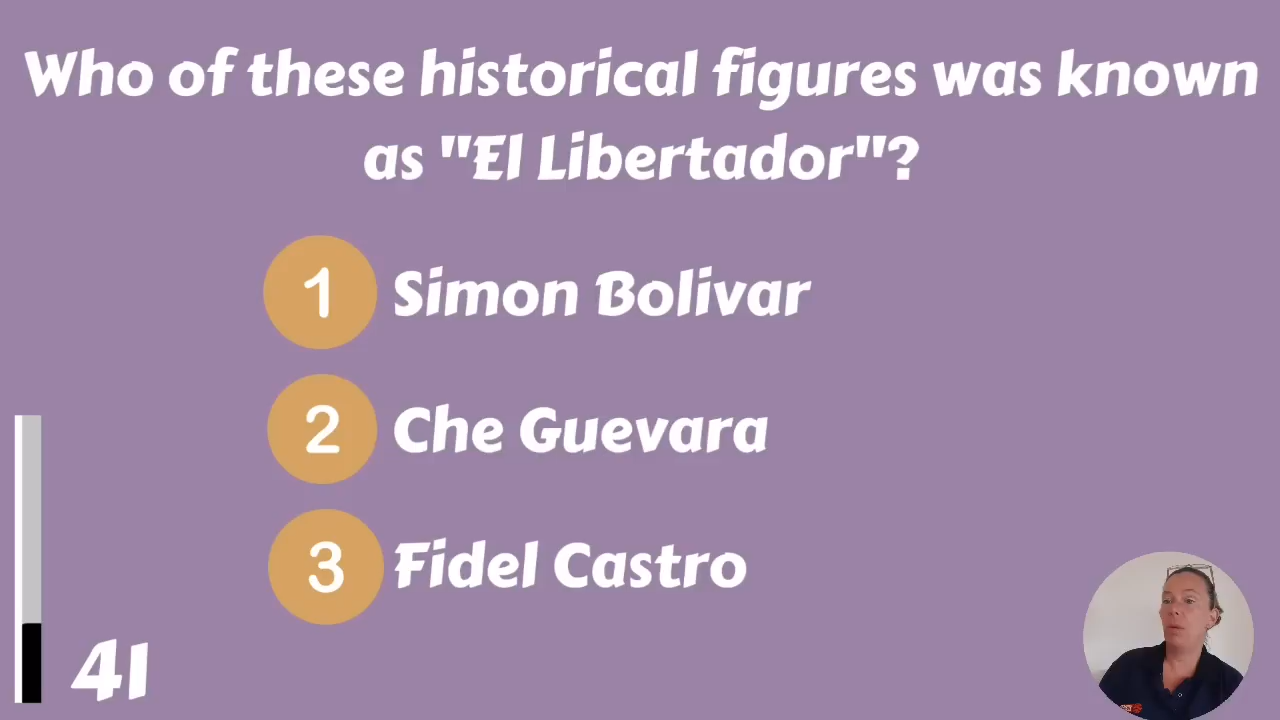 Who of these historical figures was known
as "El Libertador"?
1 Simon Bolivar
2 Che Guevara
3 Fidel Castro
41